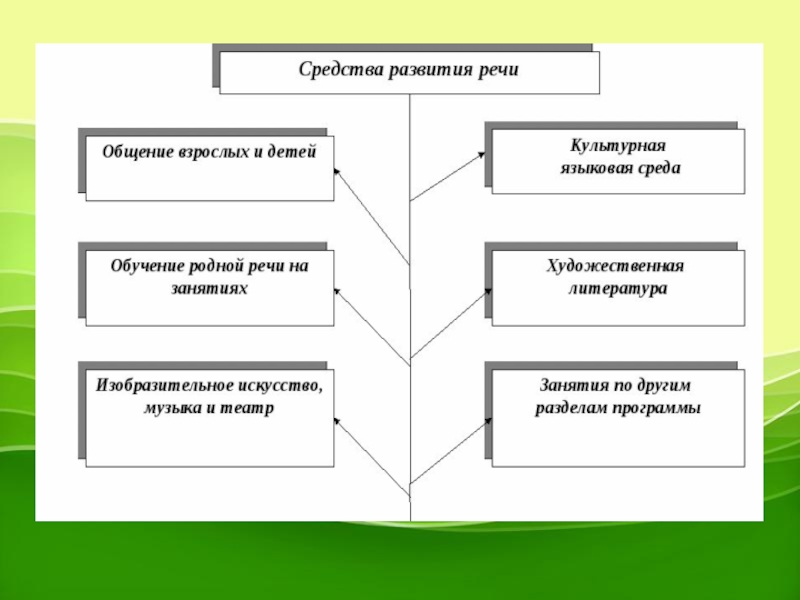 Средства развития речи
Общение взрослых и детей
Культурная
языковая среда
Обучение родной речи на
занятиях
Художественная
литература
Изобразительное искусство,
музыка и театр
Занятия по другим
разделам программы